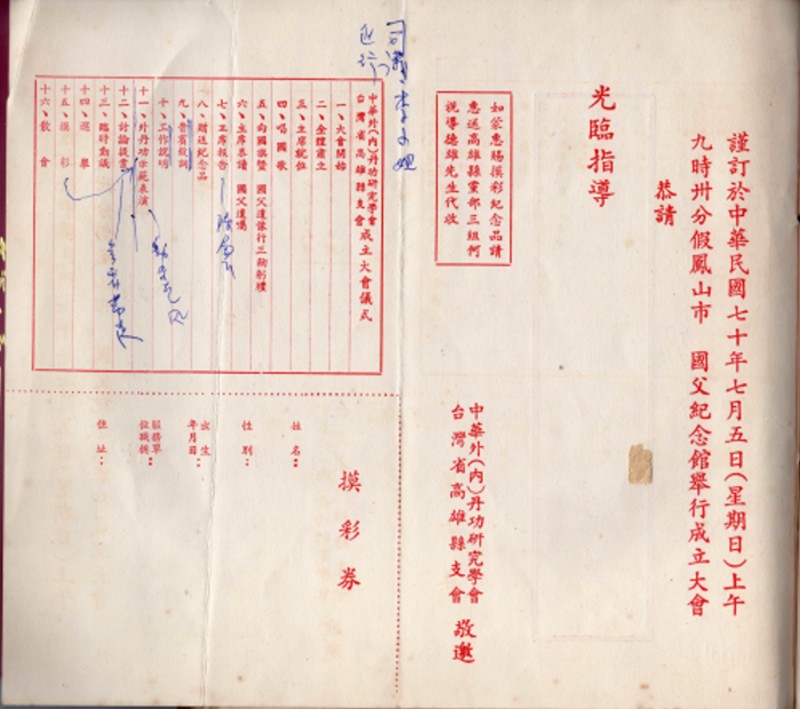 謹訂於中華民國七十年七月五日(星期日)上午
九時卅分假鳳山市　國父紀念館舉行成立大會
恭請
光臨指導
中華外(內)丹功研究學會
台灣省高雄縣支會　敬邀
如蒙惠賜摸彩紀念品請
惠送高雄縣黨部三組柯
視導德雄先生代收
中華外(內)丹功研究學會
台灣省高雄縣支會
成立大會儀式
一、大會開始
二、全體肅立
三、主席就位
四、唱國歌
五、向國旗暨　國父遺像行三鞠躬禮
六、主席恭讀　國父遺囑
七、主席報告
八、贈送紀念品
九、貴賓致詞
十、工作說明
十一、外丹功示範表演
十二、討論提案
十三、臨時動議
十四、選舉
十五、摸彩
十六、散會
摸彩券
姓名：
性別：
出生
年月日：
服務單
位職稱：
住址：